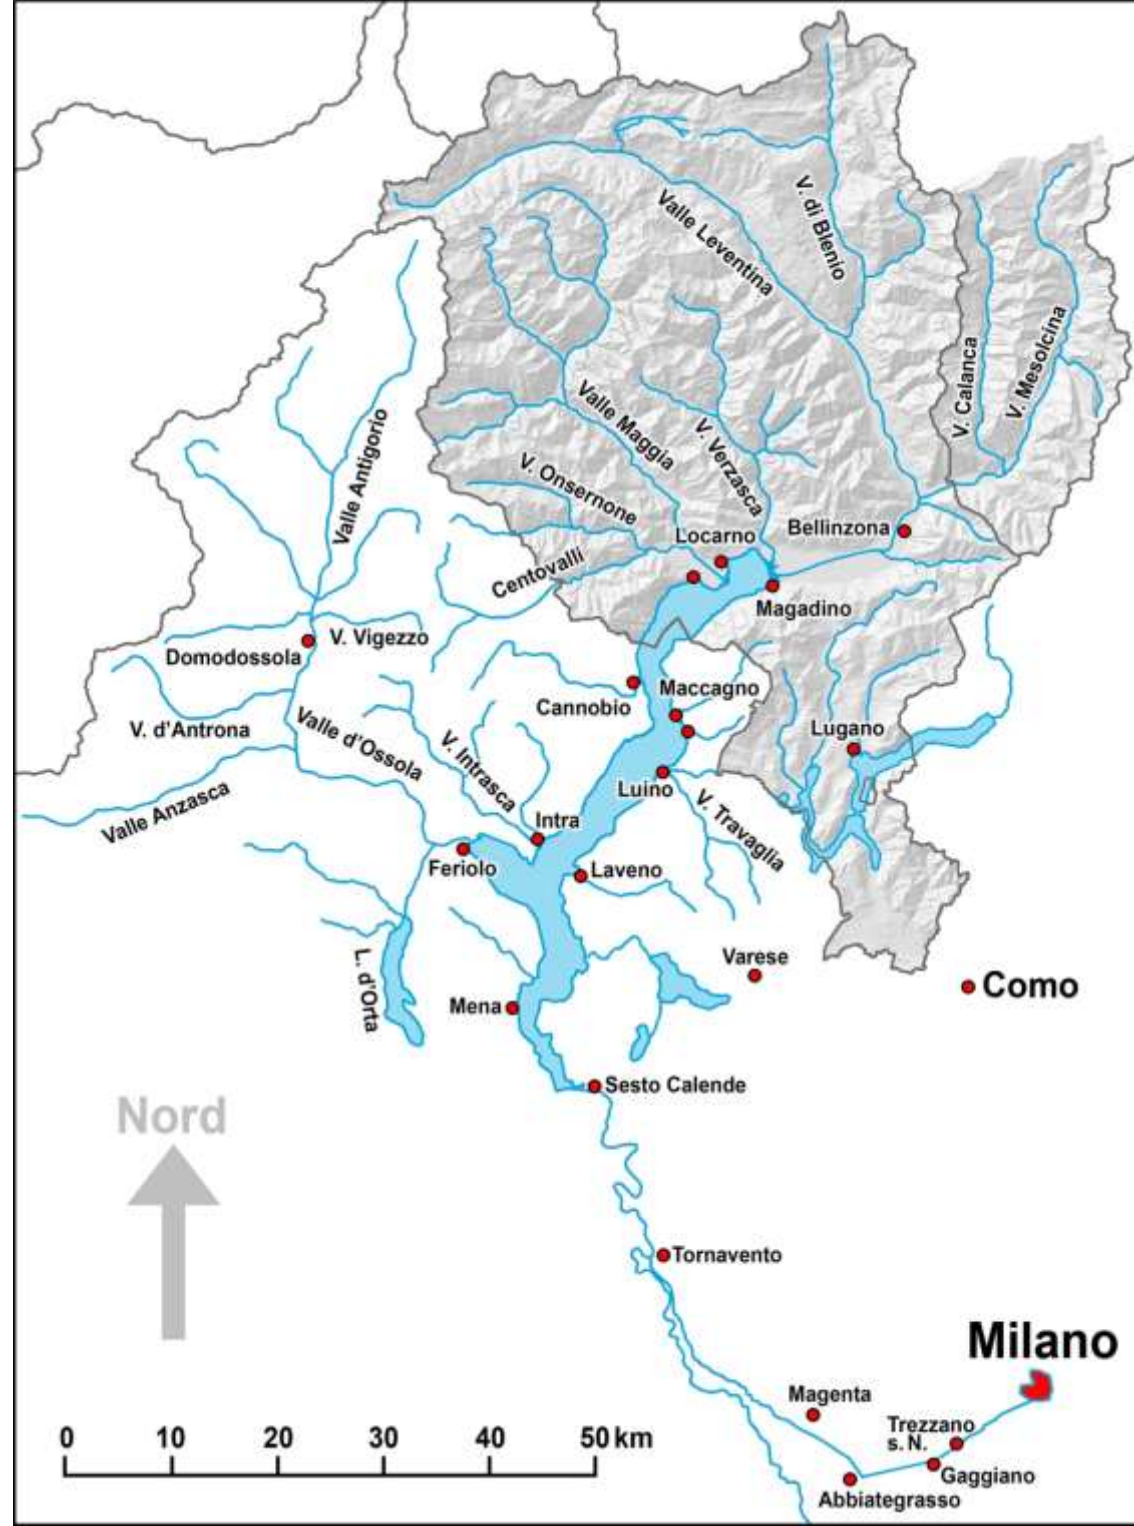 V. di Blenio
Valle Leventina
V. Calanca
V. Mesolcina
Valle Antigorio
Valle Maggia
V. Verzasca
V. Onsernone
Bellinzona
Locarno
Centovalli
Magadino
V. Vigezzo
Domodossola
Maccagno
Cannobio
V. d'Antrona
Valle d'Ossola
V. Intrasca
Lugano
Luino
Valle Anzasca
V. Travaglia
Intra
Feriolo
Laveno
L. d'Orta
Varese
Como
Mena
Sesto Calende
Nord
Tornavento
Milano
Magenta
Trezzano
s. N.
Gaggiano
Abbiategrasso
0 10 20 30 40 50 km